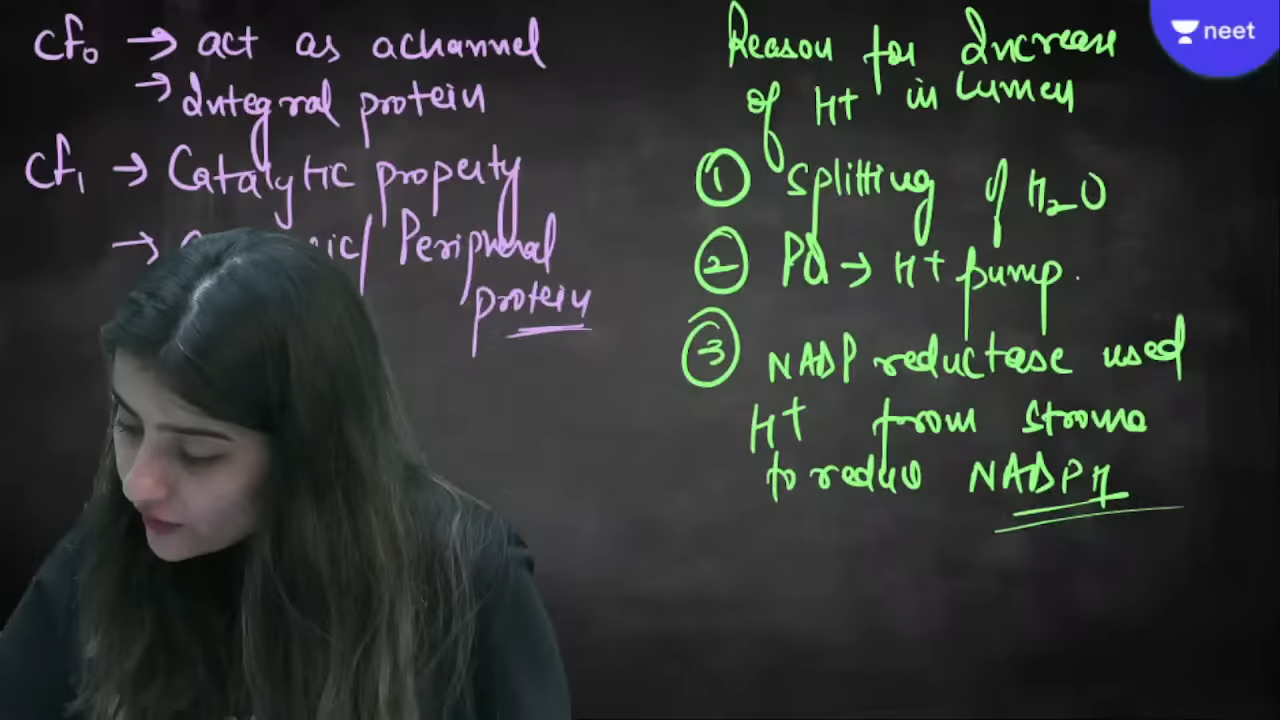 CF₀ → act as a channel
→ Integral protein
CF₁ → Catalytic property
→ Peripheral
protein
Reason for Increase
of H+ in Lumen
① Splitting of H₂O
② PQ → H+ pump.
③ NADP reductase used
H+ from stroma
to reduce NADPH
neet